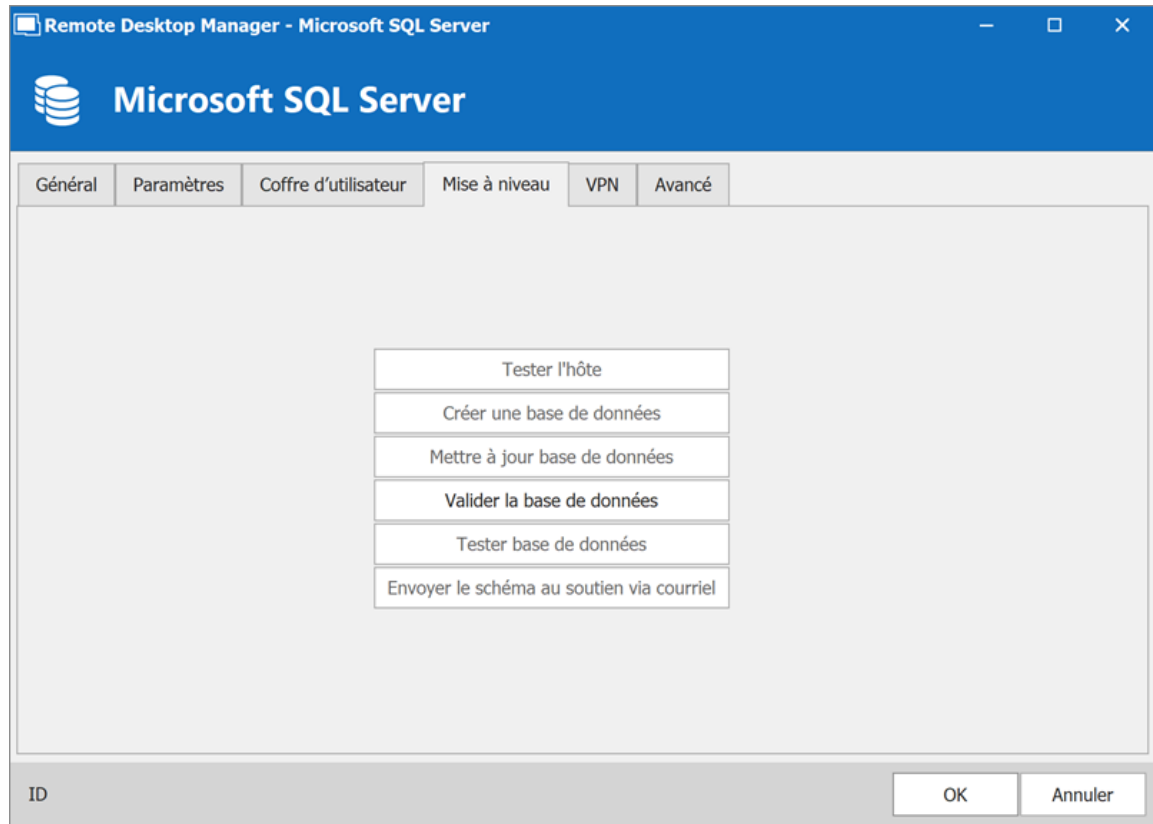 Remote Desktop Manager - Microsoft SQL Server
Microsoft SQL Server
Général Paramètres Coffre d’utilisateur Mise à niveau VPN Avancé
Tester l'hôte
Créer une base de données
Mettre à jour base de données
Valider la base de données
Tester base de données
Envoyer le schéma au soutien via courriel
ID OK Annuler